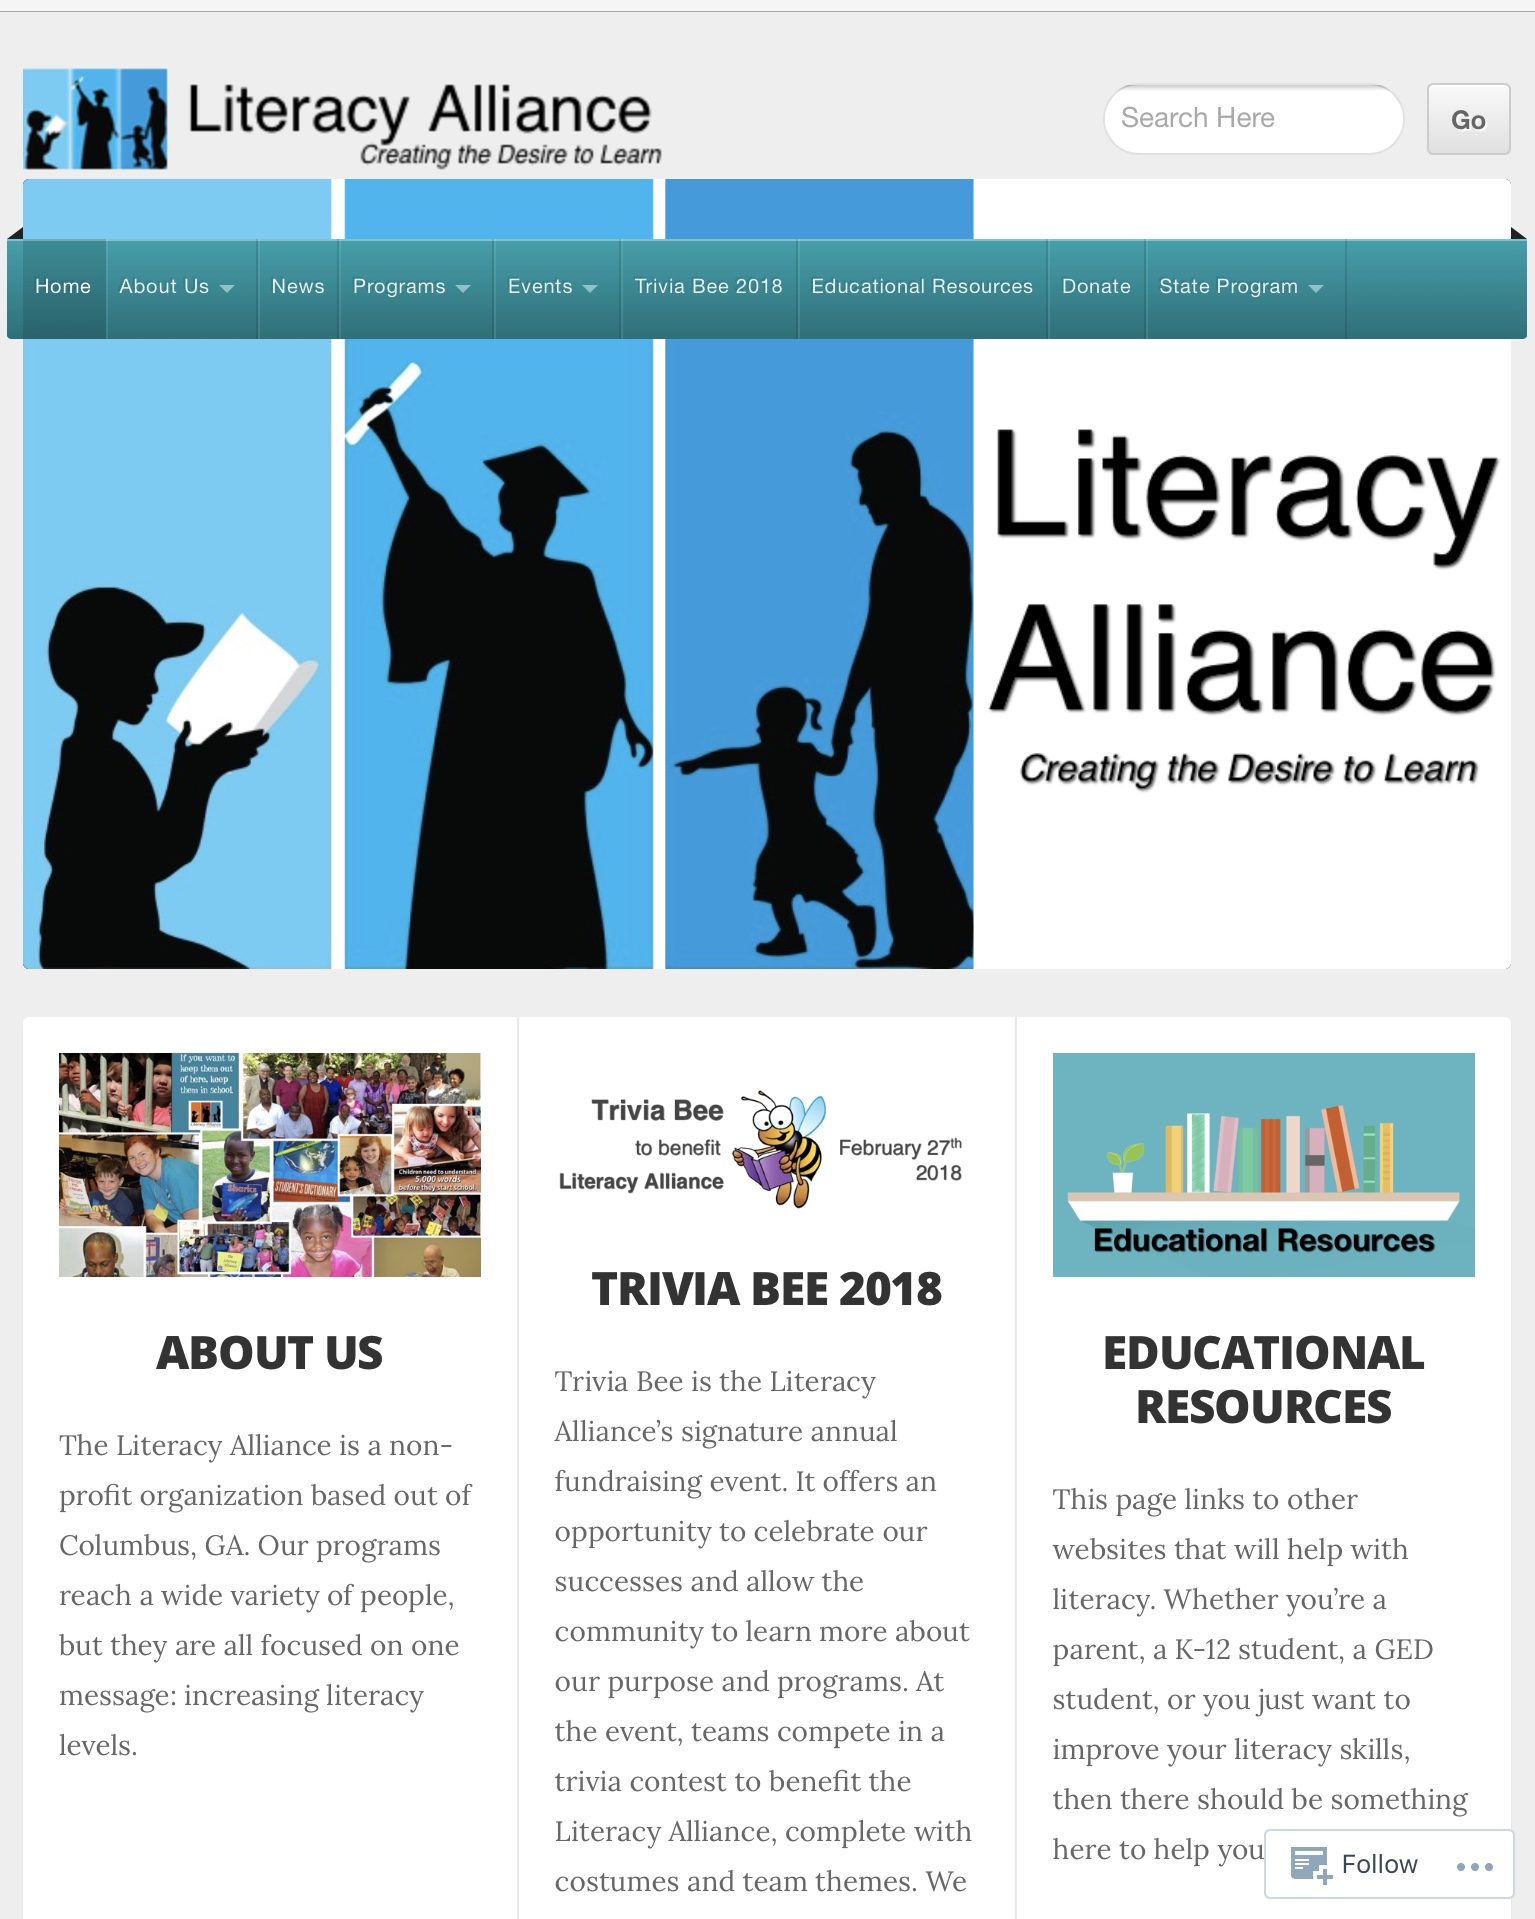 Literacy Alliance
Creating the Desire to Learn
Search Here
Go
Home
About Us
News
Programs
Events
Trivia Bee 2018
Educational Resources
Donate
State Program
Literacy
Alliance
Creating the Desire to Learn
If you want to
keep them out
of here, keep
them in school.
Literacy Alliance
Sharks
STUDENT'S DICTIONARY
Children need to understand
5,000 words
before they start school.
ABOUT US
The Literacy Alliance is a non-
profit organization based out of
Columbus, GA. Our programs
reach a wide variety of people,
but they are all focused on one
message: increasing literacy
levels.
Trivia Bee
to benefit
Literacy Alliance
February 27th
2018
TRIVIA BEE 2018
Trivia Bee is the Literacy
Alliance’s signature annual
fundraising event. It offers an
opportunity to celebrate our
successes and allow the
community to learn more about
our purpose and programs. At
the event, teams compete in a
trivia contest to benefit the
Literacy Alliance, complete with
costumes and team themes. We
Educational Resources
EDUCATIONAL
RESOURCES
This page links to other
websites that will help with
literacy. Whether you’re a
parent, a K-12 student, a GED
student, or you just want to
improve your literacy skills,
then there should be something
here to help you
Follow